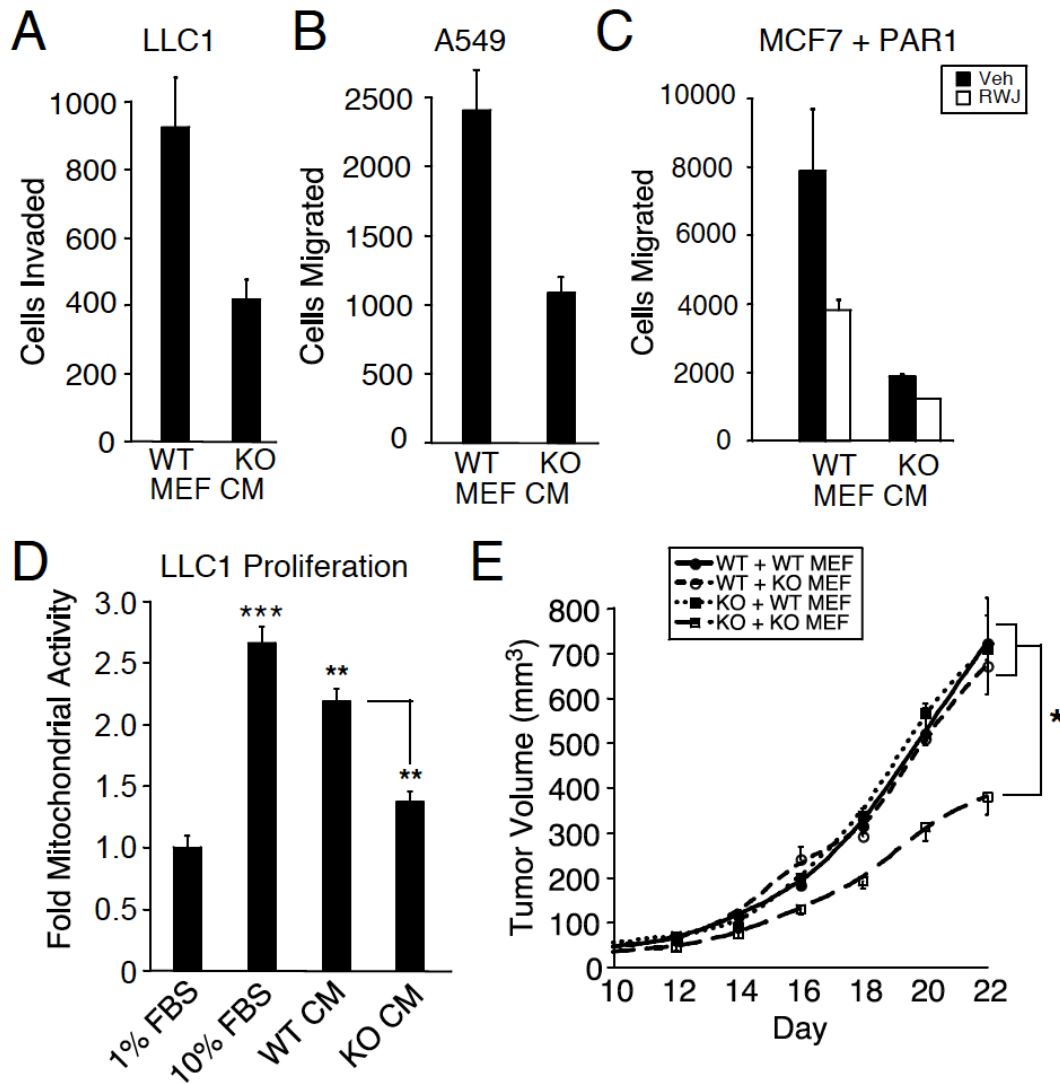 A
LLC1
Cells Invaded
1000
800
600
400
200
0
WT KO
MEF CM
B
A549
Cells Migrated
2500
2000
1500
1000
500
0
WT KO
MEF CM
C
MCF7 + PAR1
Veh
RWJ
Cells Migrated
10000
8000
6000
4000
2000
0
WT KO
MEF CM
D
LLC1 Proliferation
Fold Mitochondrial Activity
3.0
2.5
2.0
1.5
1.0
0.5
0
***
**
**
1% FBS
10% FBS
WT CM
KO CM
E
WT + WT MEF
WT + KO MEF
KO + WT MEF
KO + KO MEF
Tumor Volume (mm³)
800
700
600
500
400
300
200
100
0
*
10 12 14 16 18 20 22
Day